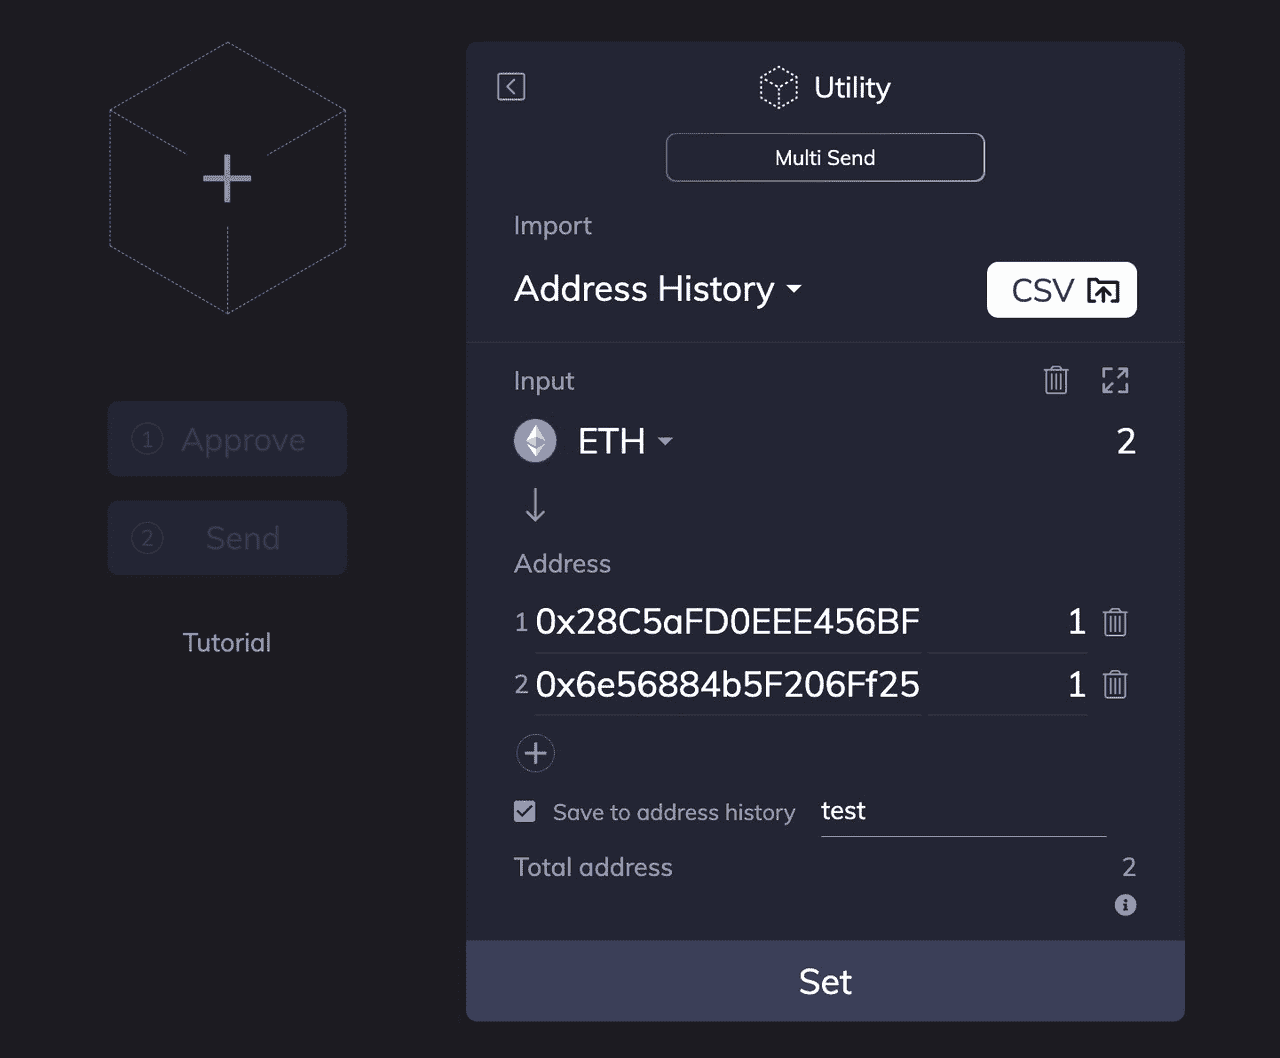 Utility
Multi Send
Import
Address History
CSV
Input
ETH
2
Address
1 0x28C5aFD0EEE456BF 1
2 0x6e56884b5F206Ff25 1
Save to address history test
Total address 2
Set
1 Approve
2 Send
Tutorial